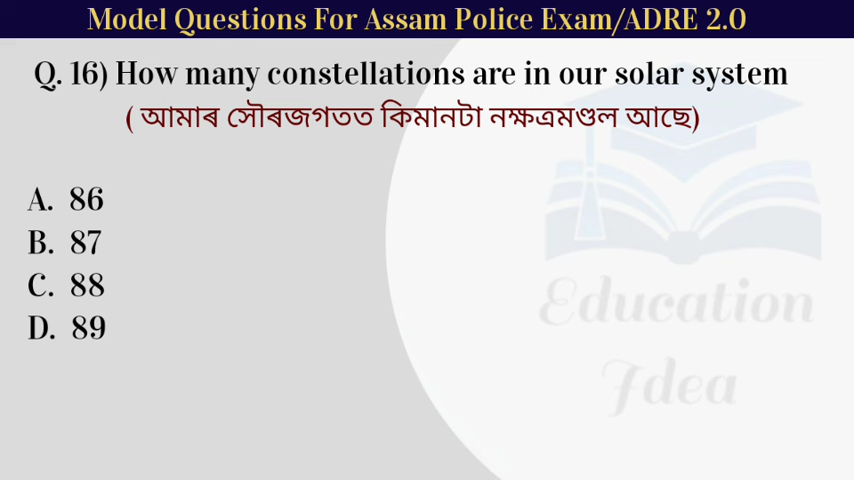 Model Questions For Assam Police Exam/ADRE 2.0
Q. 16) How many constellations are in our solar system
( আমাৰ সৌৰজগতত কিমানটা নক্ষত্ৰমণ্ডল আছে)
A. 86
B. 87
C. 88
D. 89
Education
Idea